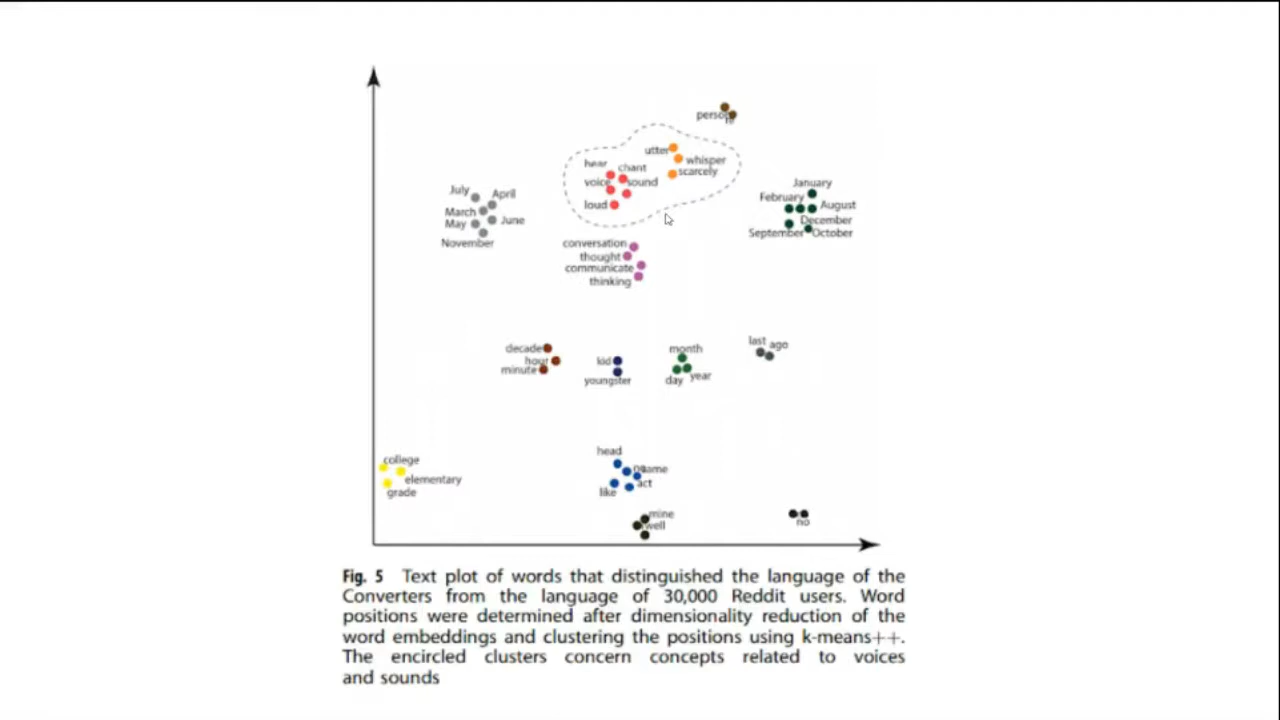 person
utter
whisper
hear
chant
scarcely
voice
sound
loud
January
February
August
December
September
October
July
April
March
June
May
November
conversation
thought
communicate
thinking
decade
hour
minute
kid
youngster
month
day
year
last
ago
head
name
act
like
college
elementary
grade
mine
well
no
Fig. 5 Text plot of words that distinguished the language of the
Converters from the language of 30,000 Reddit users. Word
positions were determined after dimensionality reduction of the
word embeddings and clustering the positions using k-means++.
The encircled clusters concern concepts related to voices
and sounds